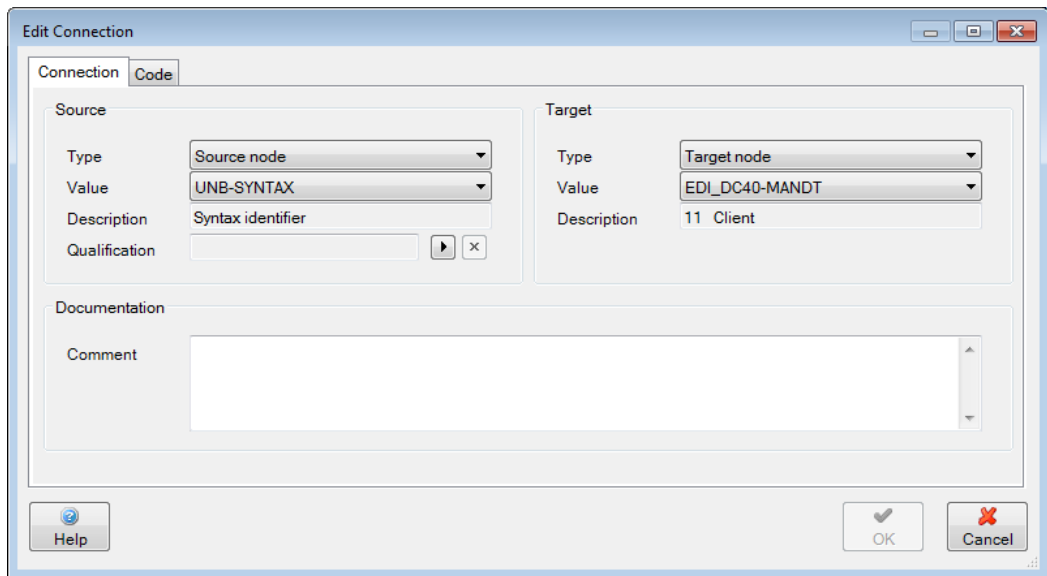 Edit Connection
Connection Code
Source
Type Source node
Value UNB-SYNTAX
Description Syntax identifier
Qualification
Target
Type Target node
Value EDI_DC40-MANDT
Description 11 Client
Documentation
Comment
Help
OK
Cancel